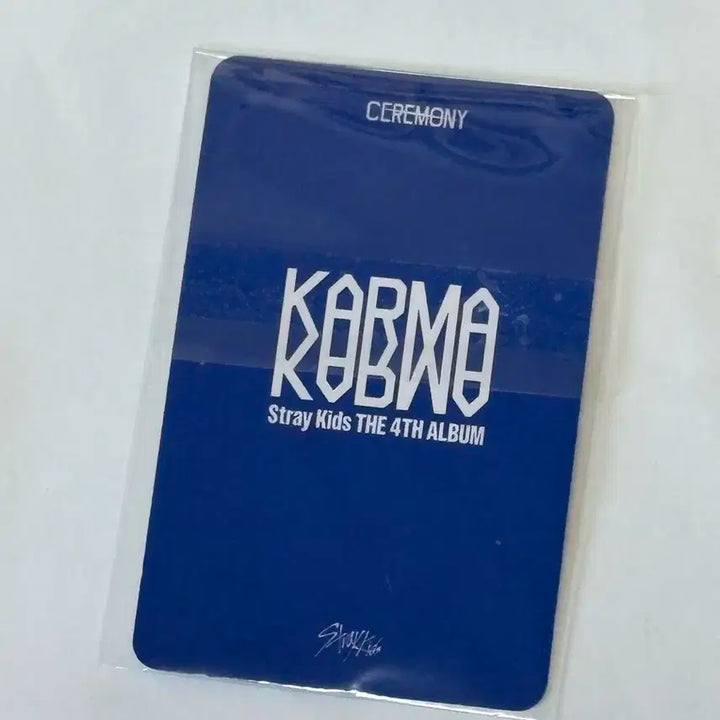 CEREMONY
KARMA
Stray Kids THE 4TH ALBUM
Stray Kids